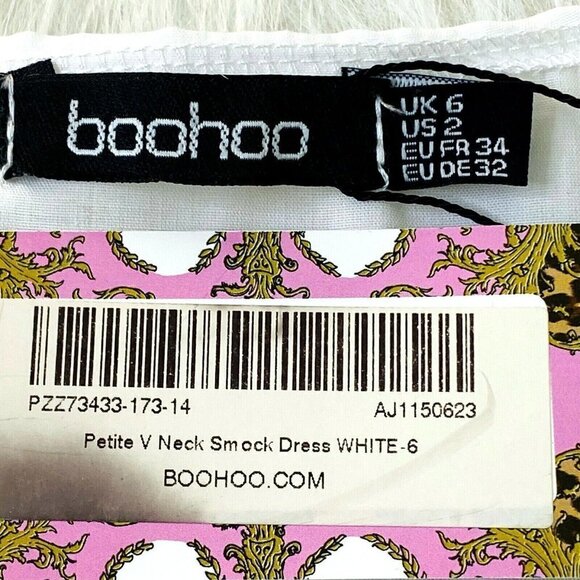 boohoo
UK 6
US 2
EU FR 34
EU DE 32
PZZ73433-173-14 AJ1150623
Petite V Neck Smock Dress WHITE-6
BOOHOO.COM